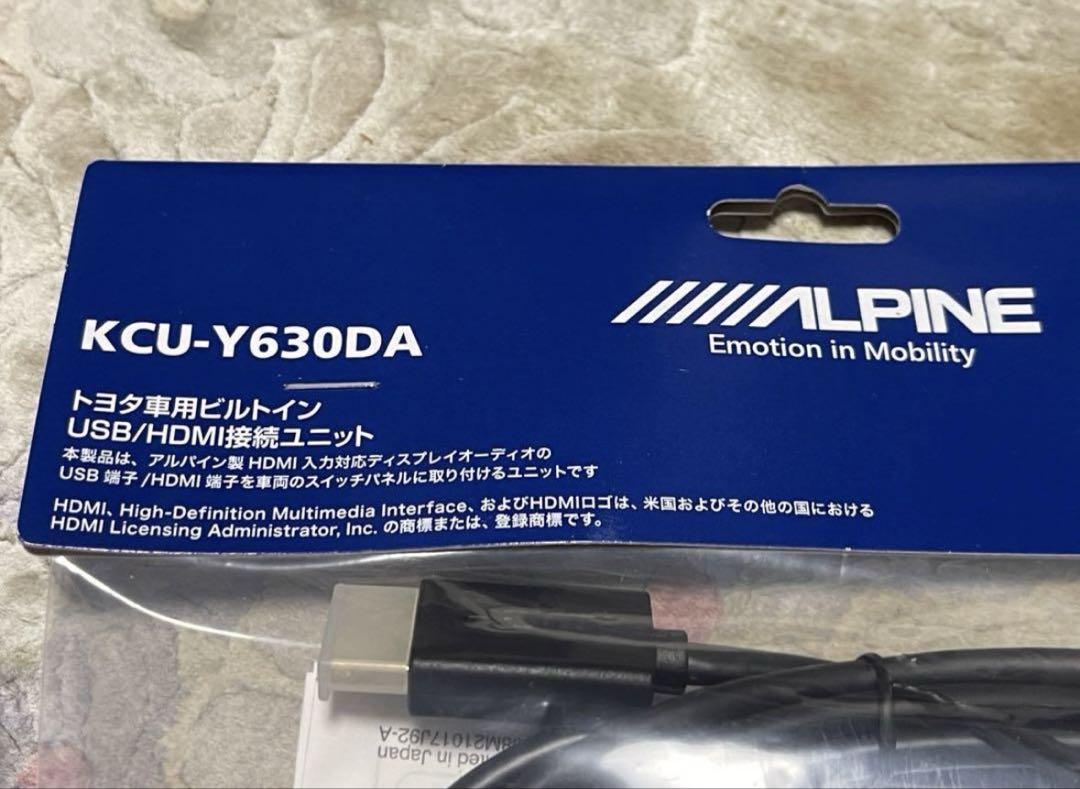 ALPINE
Emotion in Mobility
KCU-Y630DA
トヨタ車用ビルトイン
USB/HDMI接続ユニット
本製品は、アルパイン製 HDMI 入力対応ディスプレイオーディオの
USB 端子 /HDMI 端子を車両のスイッチパネルに取り付けるユニットです
HDMI、High-Definition Multimedia Interface、およびHDMIロゴは、米国およびその他の国における
HDMI Licensing Administrator, Inc. の商標または、登録商標です。
in Japan